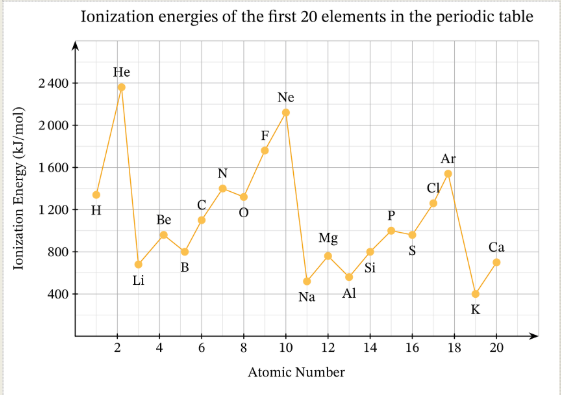 Ionization energies of the first 20 elements in the periodic table
Ionization Energy (kJ/mol)
2 400
2 000
1 600
1 200
800
400
H
He
Li
Be
B
C
N
O
F
Ne
Na
Mg
Al
Si
P
S
Cl
Ar
K
Ca
2 4 6 8 10 12 14 16 18 20
Atomic Number